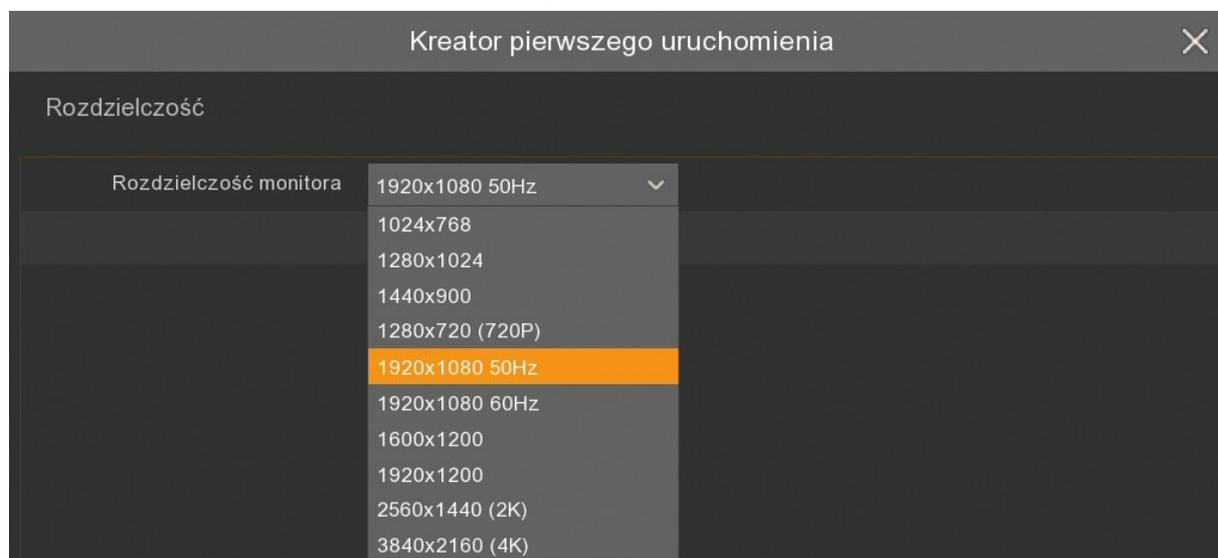 Kreator pierwszego uruchomienia
Rozdzielczość
Rozdzielczość monitora 1920x1080 50Hz
1024x768
1280x1024
1440x900
1280x720 (720P)
1920x1080 50Hz
1920x1080 60Hz
1600x1200
1920x1200
2560x1440 (2K)
3840x2160 (4K)